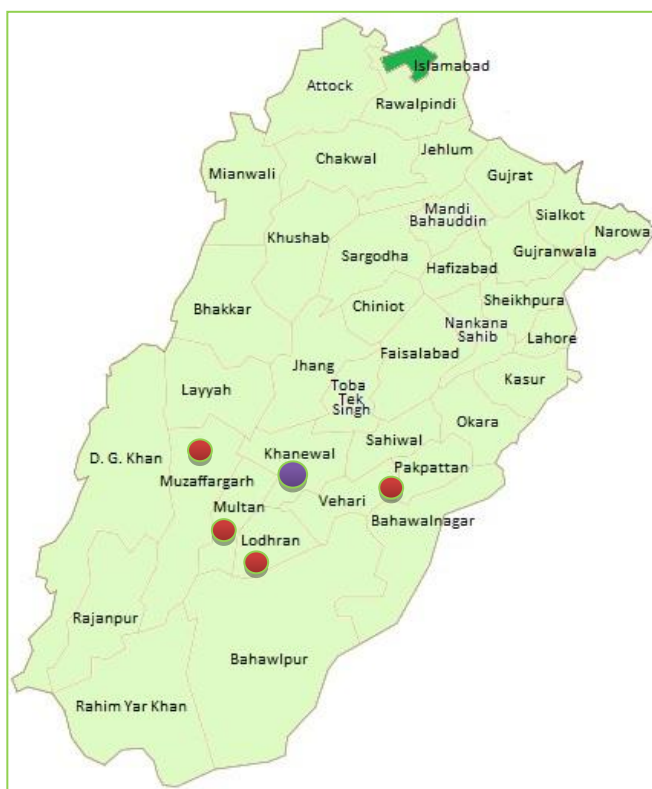 Islamabad
Attock
Rawalpindi
Jehlum
Chakwal
Mianwali
Gujrat
Mandi
Bahauddin
Sialkot
Narowa
Khushab
Sargodha
Gujranwala
Hafizabad
Bhakkar
Chiniot
Sheikhpura
Nankana
Sahib
Lahore
Faisalabad
Jhang
Kasur
Layyah
Toba
Tek
Singh
Okara
Sahiwal
Khanewal
D. G. Khan
Pakpattan
Muzaffargarh
Vehari
Multan
Bahawalnagar
Lodhran
Rajanpur
Bahawlpur
Rahim Yar Khan